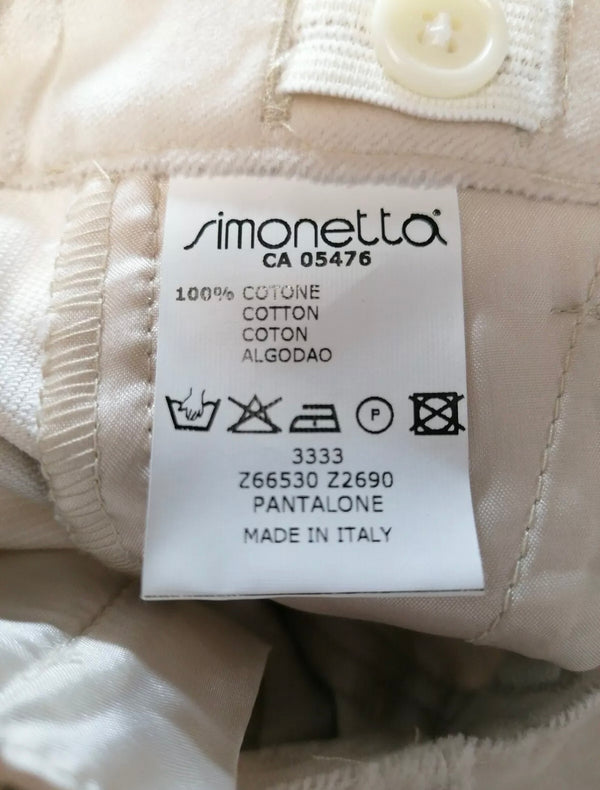 simonetta
CA 05476
100% COTONE
COTTON
COTON
ALGODAO
P
3333
Z66530 Z2690
PANTALONE
MADE IN ITALY